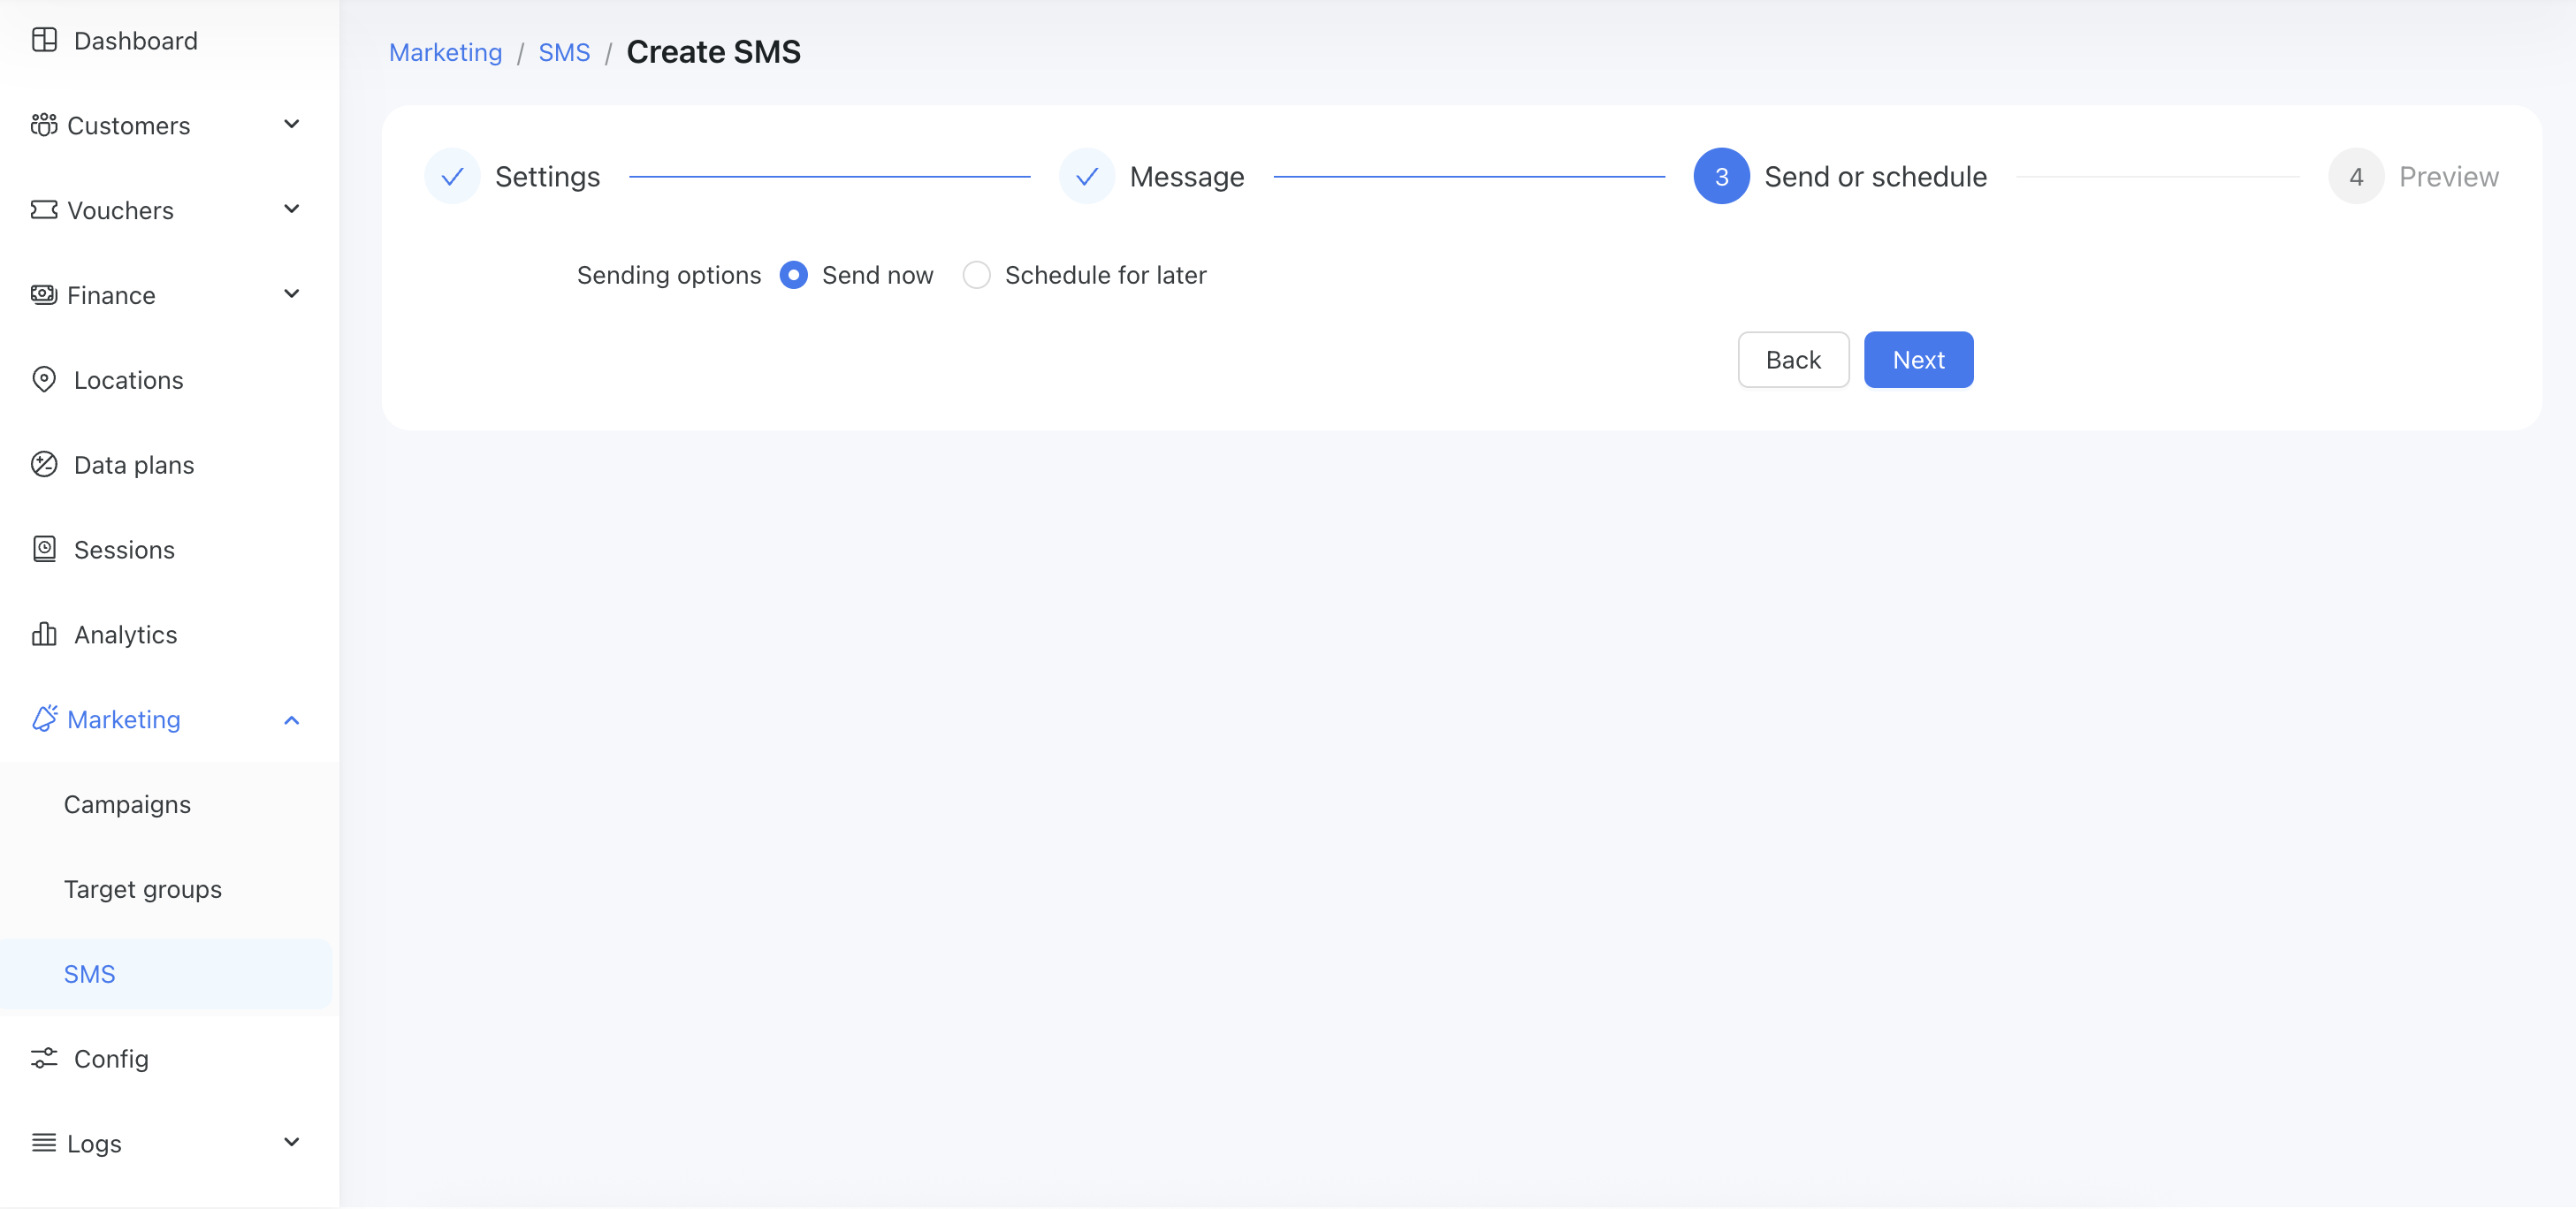 Dashboard
Customers
Vouchers
Finance
Locations
Data plans
Sessions
Analytics
Marketing
Campaigns
Target groups
SMS
Config
Logs
Marketing / SMS / Create SMS
Settings Message 3 Send or schedule 4 Preview
Sending options Send now Schedule for later
Back Next